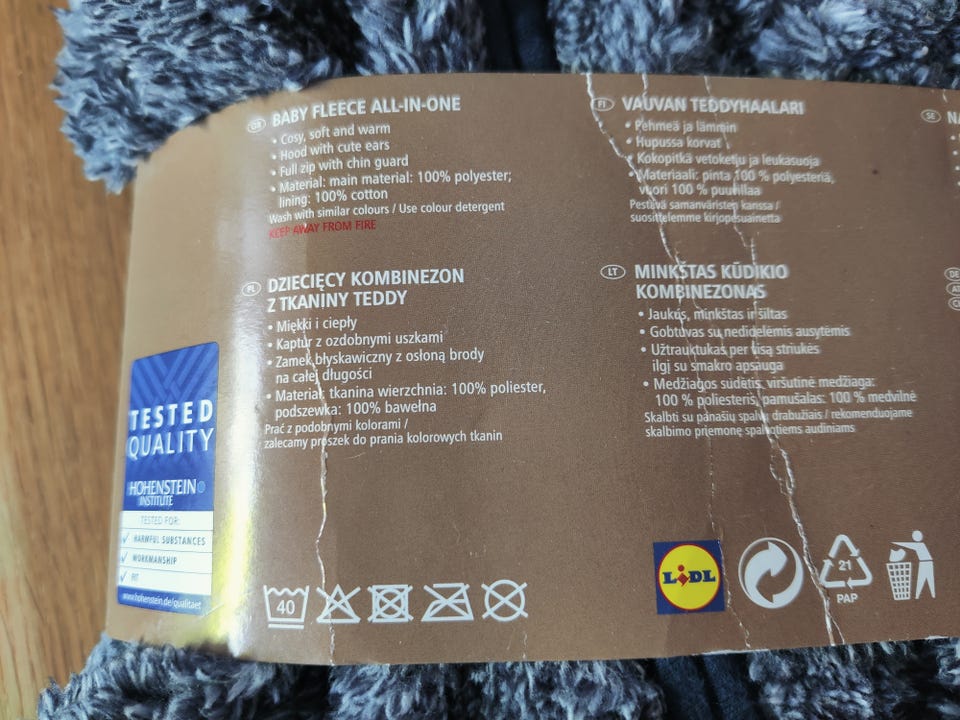 GB BABY FLEECE ALL-IN-ONE
• Cosy, soft and warm
• Hood with cute ears
• Full zip with chin guard
• Material: main material: 100% polyester;
lining: 100% cotton
Wash with similar colours / Use colour detergent
KEEP AWAY FROM FIRE
FI VAUVAN TEDDYHAALARI
• Pehmeä ja lämmin
• Hupussa korvat
• Kokopitkä vetoketju ja leukasuoja
• Materiaali: pinta 100 % polyesteriä,
vuori 100 % puuvillaa
Pestävä samanväristen kanssa /
suosittelemme kirjopesuainetta
SE
PL DZIECIĘCY KOMBINEZON
Z TKANINY TEDDY
• Miękki i ciepły
• Kaptur z ozdobnymi uszkami
• Zamek błyskawiczny z osłoną brody
na całej długości
• Materiał: tkanina wierzchnia: 100% poliester,
podszewka: 100% bawełna
Prać z podobnymi kolorami /
zalecamy proszek do prania kolorowych tkanin
LT MINKŠTAS KŪDIKIO
KOMBINEZONAS
• Jaukus, minkštas ir šiltas
• Gobtuvas su nedidelėmis ausytėmis
• Užtrauktukas per visą striukės
ilgį su smakro apsauga
• Medžiagos sudėtis, viršutinė medžiaga:
100 % poliesteris, pamušalas: 100 % medvilnė
Skalbti su panašių spalvų drabužiais / rekomenduojame
skalbimo priemonę spalvotiems audiniams
DE
TESTED
QUALITY
HOHENSTEIN
INSTITUTE
TESTED FOR:
✓ HARMFUL SUBSTANCES
✓ WORKMANSHIP
✓ FIT
www.hohenstein.de/qualitaet
40
LIDL
21
PAP